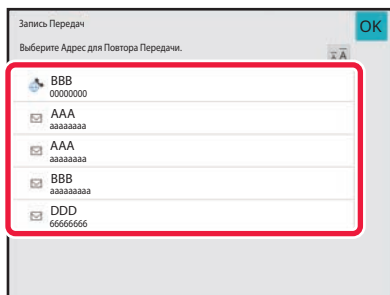 Запись Передач
OK
Выберите Адрес для Повтора Передачи.
A A
BBB
00000000
AAA
aaaaaaaa
AAA
aaaaaaaa
BBB
aaaaaaaaa
DDD
66666666